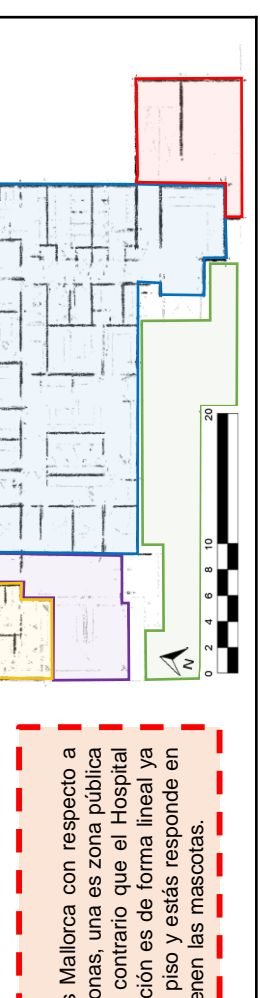 s Mallorca con respecto a
onas, una es zona pública
contrario que el Hospital
ción es de forma lineal ya
piso y estás responde en
enen las mascotas.
N
0 2 4 6 8 10 20